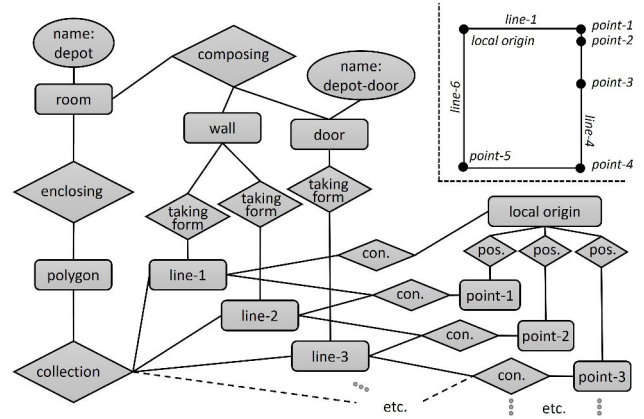 name:
depot
composing
name:
depot-door
room
wall
door
enclosing
taking
form
taking
form
taking
form
polygon
line-1
line-2
line-3
collection
con.
con.
con.
con.
local origin
pos.
pos.
pos.
point-1
point-2
point-3
etc.
etc.
line-1
point-1
local origin
point-2
line-6
point-3
line-4
point-5
point-4